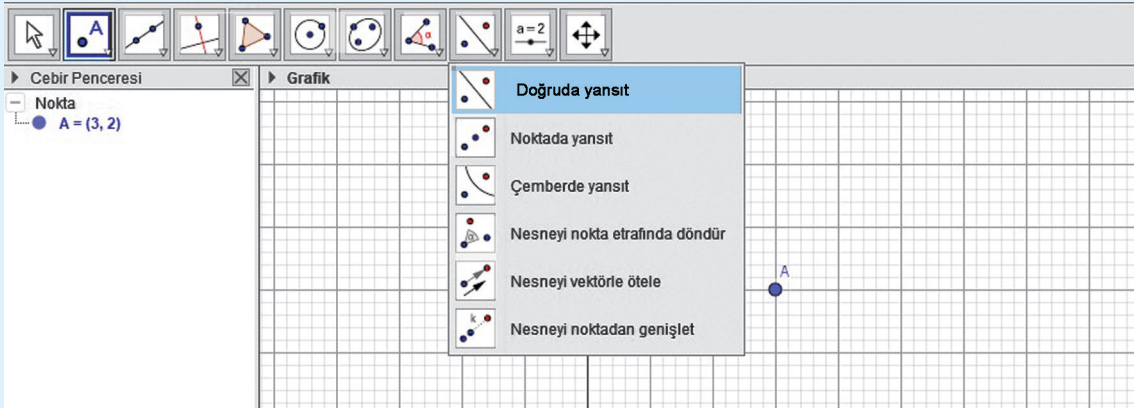 A
α
a=2
Cebir Penceresi
Grafik
Nokta
A = (3, 2)
Doğruda yansıt
Noktada yansıt
Çemberde yansıt
α
Nesneyi nokta etrafında döndür
Nesneyi vektörle ötele
k
Nesneyi noktadan genişlet
A